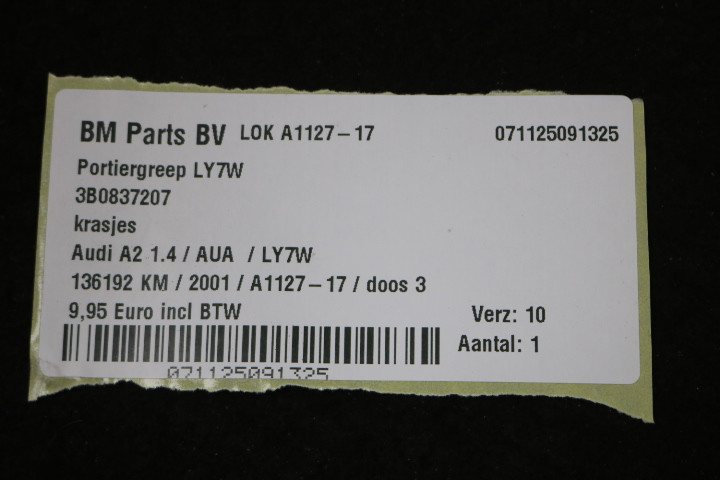 BM Parts BV LOK A1127-17 071125091325
Portiergreep LY7W
3B0837207
krasjes
Audi A2 1.4 / AUA / LY7W
136192 KM / 2001 / A1127-17 / doos 3
9,95 Euro incl BTW Verz: 10
Aantal: 1
071125091325